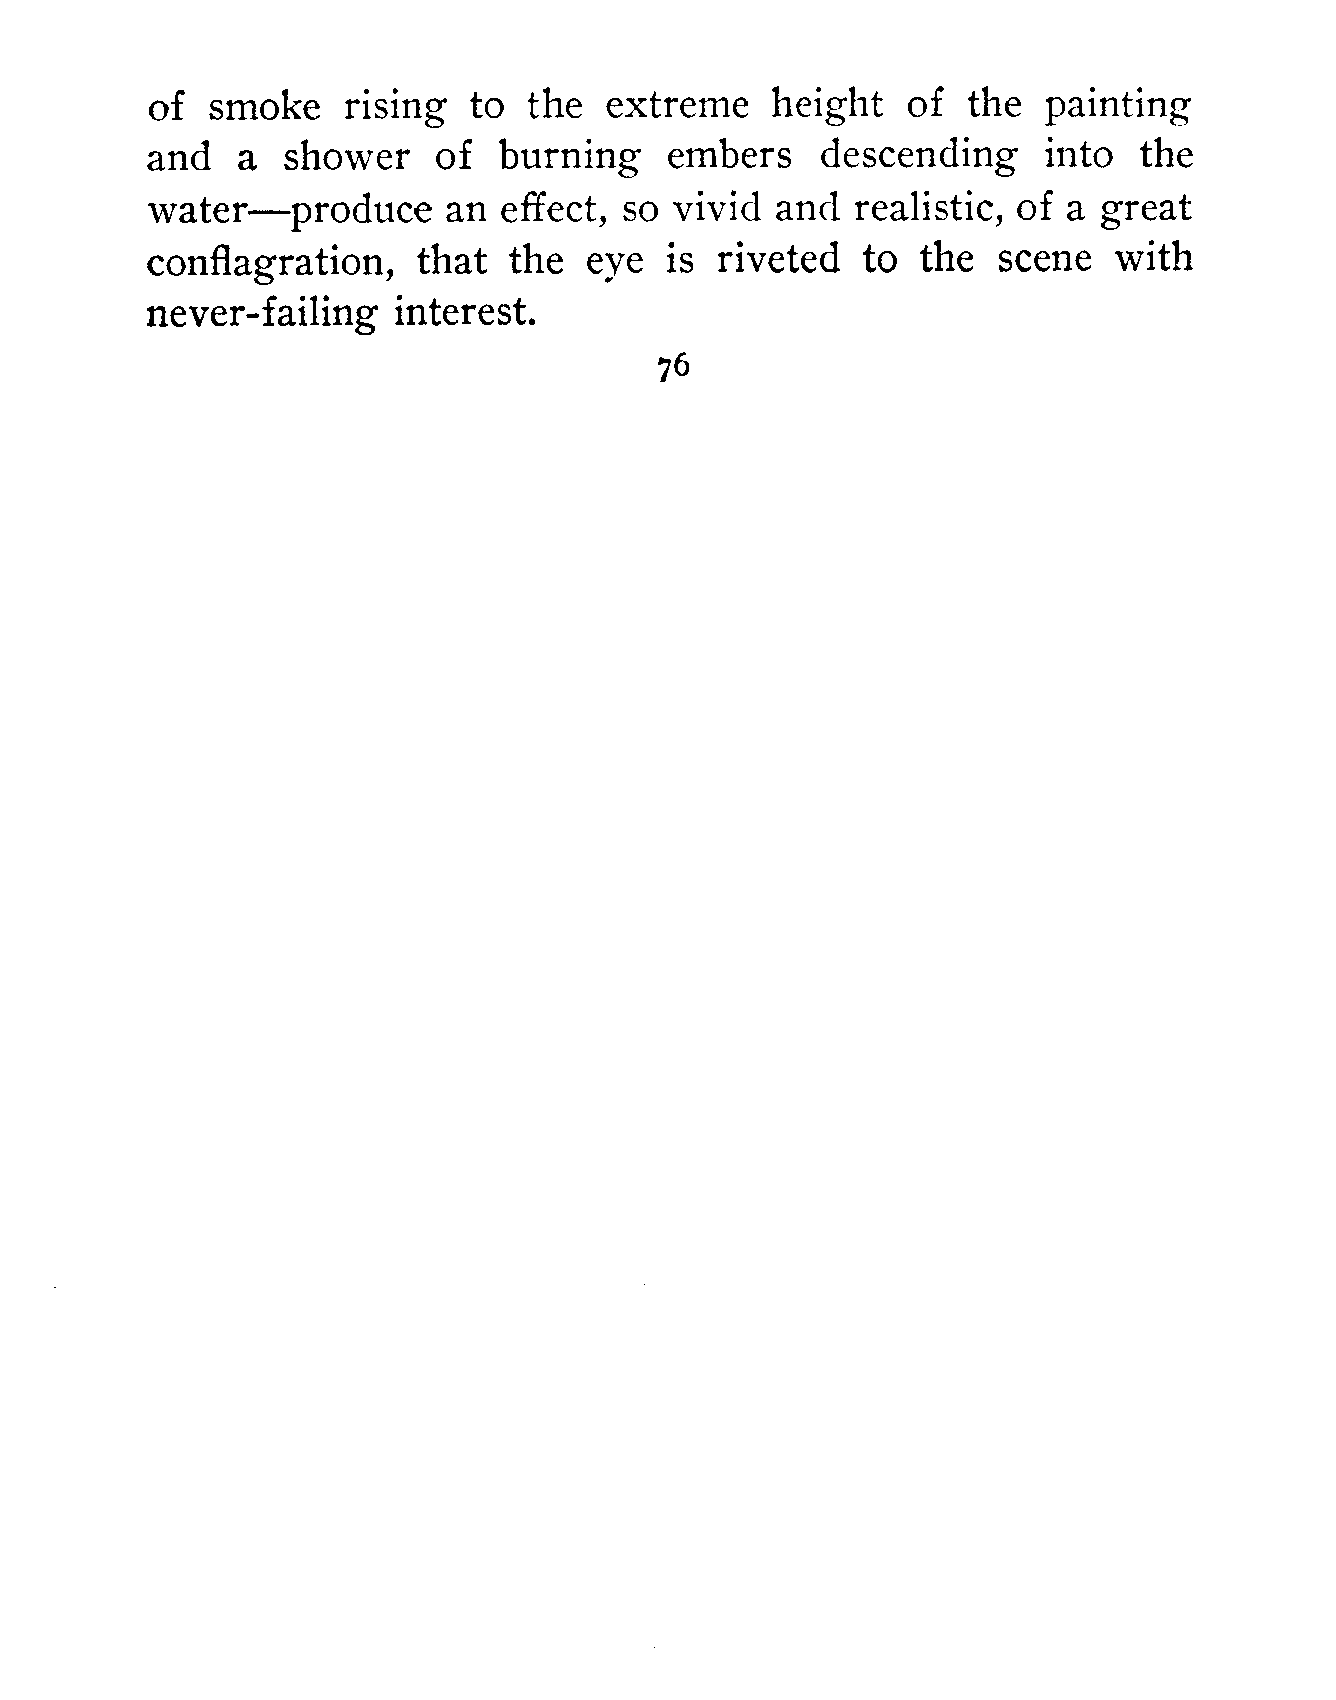 of smoke rising to the extreme height of the painting
and a shower of burning embers descending into the
water—produce an effect, so vivid and realistic, of a great
conflagration, that the eye is riveted to the scene with
never-failing interest.
76